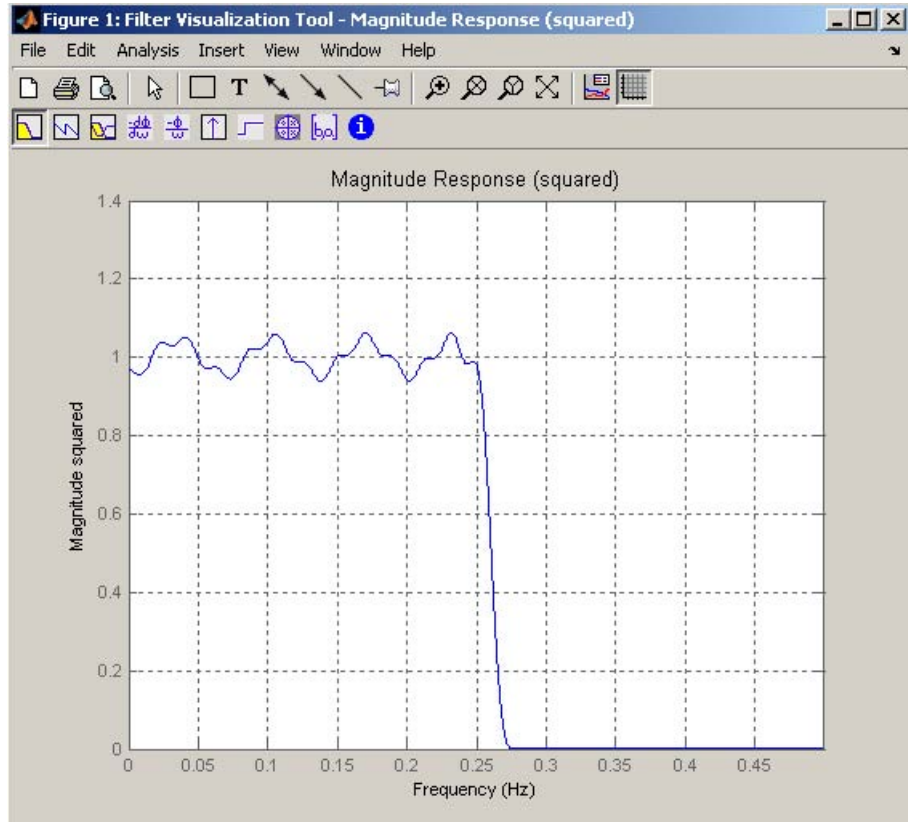 Figure 1: Filter Visualization Tool - Magnitude Response (squared)
File Edit Analysis Insert View Window Help
T
[b,a] i
Magnitude Response (squared)
1.4
1.2
1
0.8
0.6
0.4
0.2
0
Magnitude squared
0 0.05 0.1 0.15 0.2 0.25 0.3 0.35 0.4 0.45
Frequency (Hz)